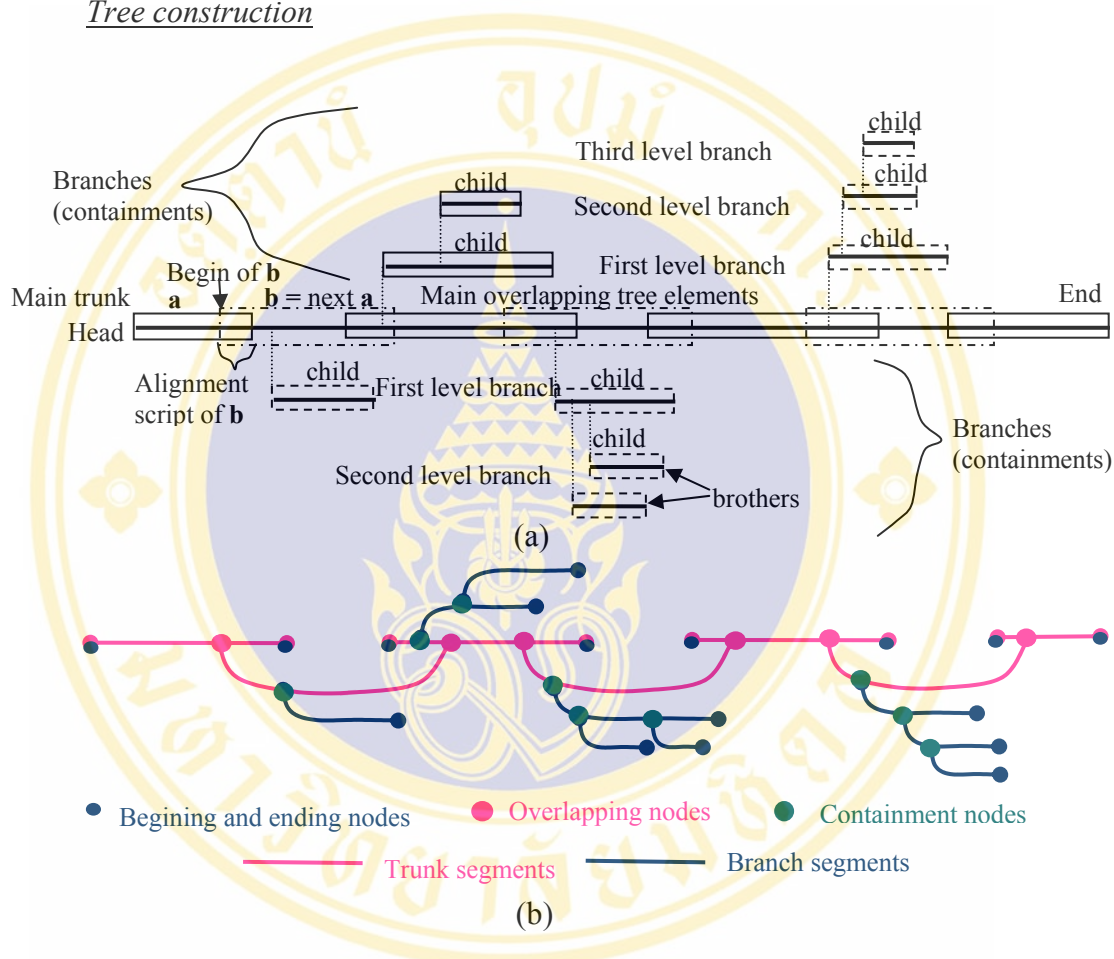 Tree construction
child
Third level branch
child
Branches
(containments)
child
Second level branch
child
child
First level branch
Begin of b
Main trunk
a
b = next a
Main overlapping tree elements
End
Head
Alignment
script of b
child
First level branch
child
child
Second level branch
Branches
(containments)
brothers
(a)
Begining and ending nodes
Overlapping nodes
Containment nodes
Trunk segments
Branch segments
(b)